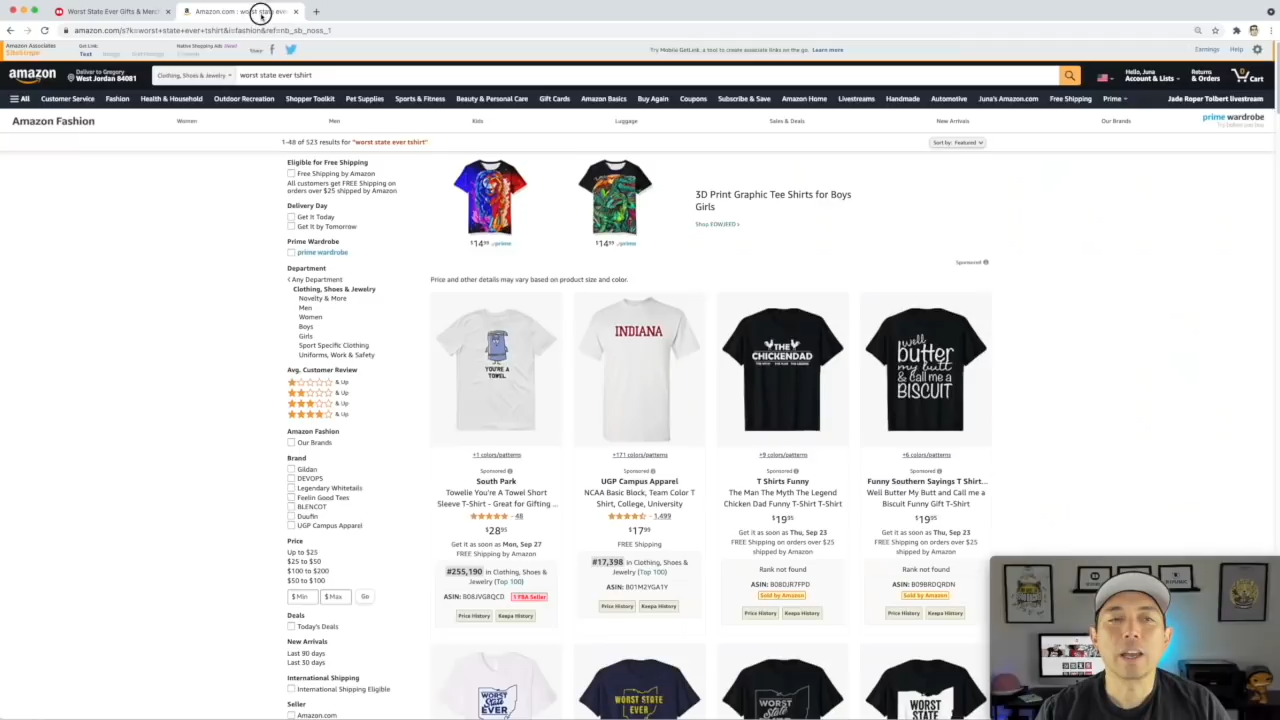 Worst State Ever Gifts & Merch
Amazon.com : worst state ever
amazon.com/s?k=worst+state+ever+tshirt&i=fashion&ref=nb_sb_noss_1
Amazon Associates
Get Link:
Text
Image
Native Shopping Ads (New)
Share:
Try Mobile GetLink, a tool to create associate links on the go. Learn more
Earnings
Help
amazon
Deliver to Gregory
West Jordan 84081
Clothing, Shoes & Jewelry
worst state ever tshirt
Hello, Juna
Account & Lists
Returns
& Orders
0
Cart
All
Customer Service
Fashion
Health & Household
Outdoor Recreation
Shopper Toolkit
Pet Supplies
Sports & Fitness
Beauty & Personal Care
Gift Cards
Amazon Basics
Buy Again
Coupons
Subscribe & Save
Amazon Home
Livestreams
Handmade
Automotive
Juna's Amazon.com
Free Shipping
Prime
Jade Roper Tolbert livestream
Amazon Fashion
Women
Men
Kids
Luggage
Sales & Deals
New Arrivals
Our Brands
prime wardrobe
Try before you buy
1-48 of 523 results for "worst state ever tshirt"
Sort by: Featured
Eligible for Free Shipping
Free Shipping by Amazon
All customers get FREE Shipping on
orders over $25 shipped by Amazon
Delivery Day
Get It Today
Get It by Tomorrow
Prime Wardrobe
prime wardrobe
Department
Any Department
Clothing, Shoes & Jewelry
Novelty & More
Men
Women
Boys
Girls
Sport Specific Clothing
Uniforms, Work & Safety
Avg. Customer Review
& Up
& Up
& Up
& Up
Amazon Fashion
Our Brands
Brand
Gildan
DEVOPS
Legendary Whitetails
Feelin Good Tees
BLENCOT
Duufin
UGP Campus Apparel
Price
Up to $25
$25 to $50
$100 to $200
$50 to $100
$ Min
$ Max
Go
Deals
Today's Deals
New Arrivals
Last 90 days
Last 30 days
International Shipping
International Shipping Eligible
Seller
Amazon.com
$14.99 prime
$14.99 prime
3D Print Graphic Tee Shirts for Boys
Girls
Shop EOWJEED ›
Sponsored
Price and other details may vary based on product size and color.
YOU'RE A
TOWEL
+1 colors/patterns
Sponsored
South Park
Towelie You're A Towel Short
Sleeve T-Shirt - Great for Gifting ...
48
$28.95
Get it as soon as Mon, Sep 27
FREE Shipping by Amazon
#255,190 in Clothing, Shoes &
Jewelry (Top 100)
ASIN: B08JVG8QCD
1 FBA Seller
Price History
Keepa History
INDIANA
+171 colors/patterns
Sponsored
UGP Campus Apparel
NCAA Basic Block, Team Color T
Shirt, College, University
1,499
$17.99
FREE Shipping
#17,398 in Clothing, Shoes &
Jewelry (Top 100)
ASIN: B01M2YGA1Y
Price History
Keepa History
THE
CHICKENDAD
+9 colors/patterns
Sponsored
T Shirts Funny
The Man The Myth The Legend
Chicken Dad Funny T-Shirt T-Shirt
$19.95
Get it as soon as Thu, Sep 23
FREE Shipping on orders over $25
shipped by Amazon
Rank not found
ASIN: B08DJR7FPD
Sold by Amazon
Price History
Keepa History
well
butter
my butt
& call me a
BISCUIT
+6 colors/patterns
Sponsored
Funny Southern Sayings T Shirt...
Well Butter My Butt and Call me a
Biscuit Funny Gift T-Shirt
$19.95
Get it as soon as Thu, Sep 23
FREE Shipping on orders over $25
shipped by Amazon
Rank not found
ASIN: B09BRDQRDN
Sold by Amazon
Price History
Keepa History
WORST
STATE
EVER
WORST STATE
EVER
WORST
STATE
WORST
STATE
EVER